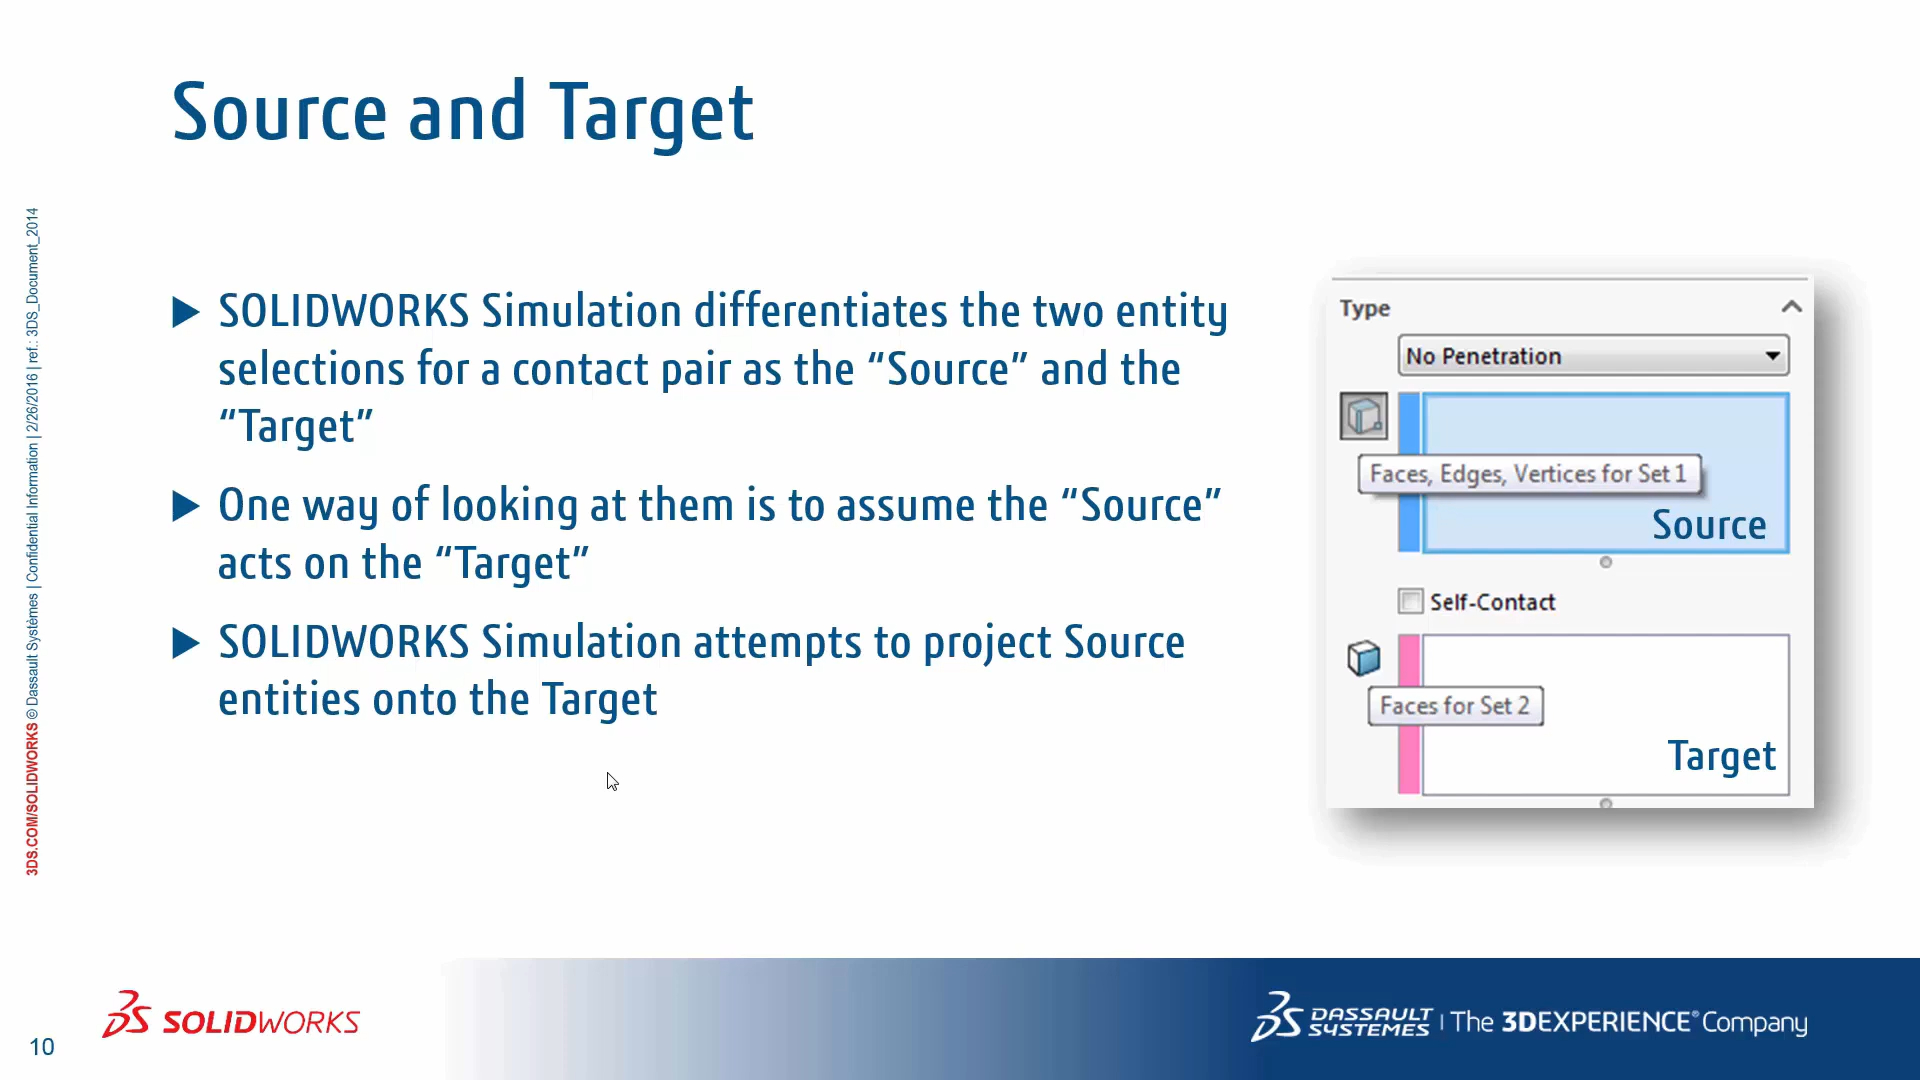 Source and Target
3DS.COM/SOLIDWORKS © Dassault Systèmes | Confidential Information | 2/26/2016 | ref.: 3DS_Document_2014
▶ SOLIDWORKS Simulation differentiates the two entity
selections for a contact pair as the “Source” and the
“Target”
▶ One way of looking at them is to assume the “Source”
acts on the “Target”
▶ SOLIDWORKS Simulation attempts to project Source
entities onto the Target
Type
No Penetration
Faces, Edges, Vertices for Set 1
Source
Self-Contact
Faces for Set 2
Target
10
SOLIDWORKS
DASSAULT
SYSTEMES | The 3DEXPERIENCE® Company